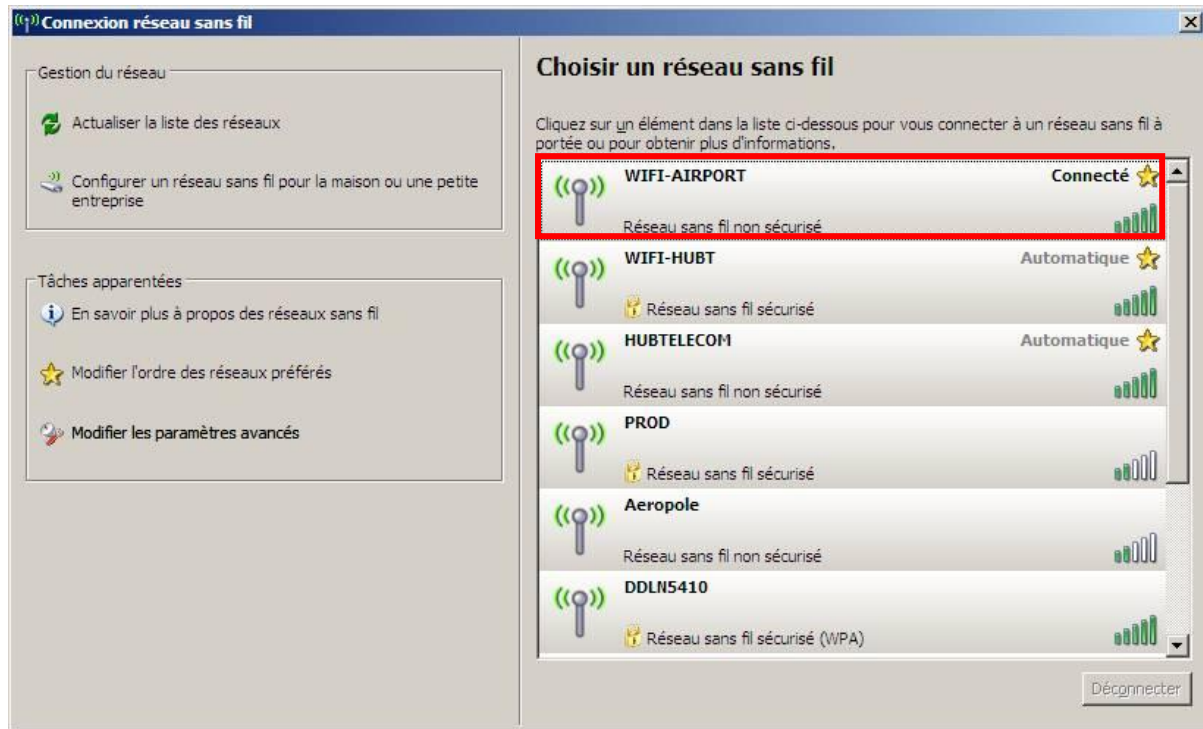 Connexion réseau sans fil
Gestion du réseau
Actualiser la liste des réseaux
Configurer un réseau sans fil pour la maison ou une petite
entreprise
Tâches apparentées
En savoir plus à propos des réseaux sans fil
Modifier l'ordre des réseaux préférés
Modifier les paramètres avancés
Choisir un réseau sans fil
Cliquez sur un élément dans la liste ci-dessous pour vous connecter à un réseau sans fil à
portée ou pour obtenir plus d'informations.
WIFI-AIRPORT Connecté
Réseau sans fil non sécurisé
WIFI-HUBT Automatique
Réseau sans fil sécurisé
HUBTELECOM Automatique
Réseau sans fil non sécurisé
PROD
Réseau sans fil sécurisé
Aeropole
Réseau sans fil non sécurisé
DDLN5410
Réseau sans fil sécurisé (WPA)
Déconnecter